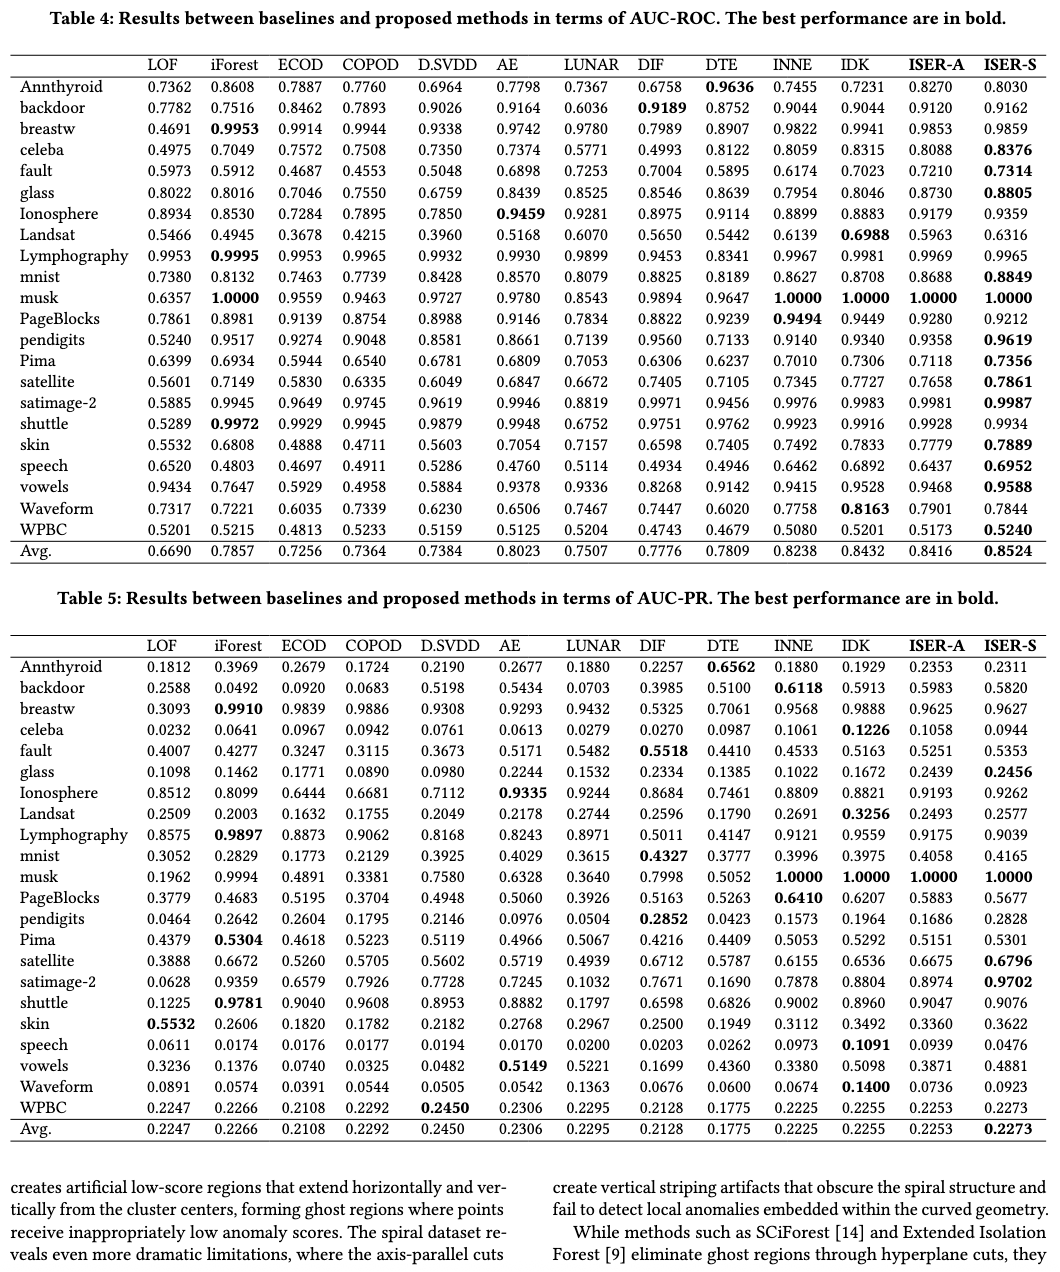 Table 4: Results between baselines and proposed methods in terms of AUC-ROC. The best performance are in bold.
LOF iForest ECOD COPOD D.SVDD AE LUNAR DIF DTE INNE IDK ISER-A ISER-S
Annthyroid 0.7362 0.8608 0.7887 0.7760 0.6964 0.7798 0.7367 0.6758 0.9636 0.7455 0.7231 0.8270 0.8030
backdoor 0.7782 0.7516 0.8462 0.7893 0.9026 0.9164 0.6036 0.9189 0.8752 0.9044 0.9044 0.9120 0.9162
breastw 0.4691 0.9953 0.9914 0.9944 0.9338 0.9742 0.9780 0.7989 0.8907 0.9822 0.9941 0.9853 0.9859
celeba 0.4975 0.7049 0.7572 0.7508 0.7350 0.7374 0.5771 0.4993 0.8122 0.8059 0.8315 0.8088 0.8376
fault 0.5973 0.5912 0.4687 0.4553 0.5048 0.6898 0.7253 0.7004 0.5895 0.6174 0.7023 0.7210 0.7314
glass 0.8022 0.8016 0.7046 0.7550 0.6759 0.8439 0.8525 0.8546 0.8639 0.7954 0.8046 0.8730 0.8805
Ionosphere 0.8934 0.8530 0.7284 0.7895 0.7850 0.9459 0.9281 0.8975 0.9114 0.8899 0.8883 0.9179 0.9359
Landsat 0.5466 0.4945 0.3678 0.4215 0.3960 0.5168 0.6070 0.5650 0.5442 0.6139 0.6988 0.5963 0.6316
Lymphography 0.9953 0.9995 0.9953 0.9965 0.9932 0.9930 0.9899 0.9453 0.8341 0.9967 0.9981 0.9969 0.9965
mnist 0.7380 0.8132 0.7463 0.7739 0.8428 0.8570 0.8079 0.8825 0.8189 0.8627 0.8708 0.8688 0.8849
musk 0.6357 1.0000 0.9559 0.9463 0.9727 0.9780 0.8543 0.9894 0.9647 1.0000 1.0000 1.0000 1.0000
PageBlocks 0.7861 0.8981 0.9139 0.8754 0.8988 0.9146 0.7834 0.8822 0.9239 0.9494 0.9449 0.9280 0.9212
pendigits 0.5240 0.9517 0.9274 0.9048 0.8581 0.8661 0.7139 0.9560 0.7133 0.9140 0.9340 0.9358 0.9619
Pima 0.6399 0.6934 0.5944 0.6540 0.6781 0.6809 0.7053 0.6306 0.6237 0.7010 0.7306 0.7118 0.7356
satellite 0.5601 0.7149 0.5830 0.6335 0.6049 0.6847 0.6672 0.7405 0.7105 0.7345 0.7727 0.7658 0.7861
satimage-2 0.5885 0.9945 0.9649 0.9745 0.9619 0.9946 0.8819 0.9971 0.9456 0.9976 0.9983 0.9981 0.9987
shuttle 0.5289 0.9972 0.9929 0.9945 0.9879 0.9948 0.6752 0.9751 0.9762 0.9923 0.9916 0.9928 0.9934
skin 0.5532 0.6808 0.4888 0.4711 0.5603 0.7054 0.7157 0.6598 0.7405 0.7492 0.7833 0.7779 0.7889
speech 0.6520 0.4803 0.4697 0.4911 0.5286 0.4760 0.5114 0.4934 0.4946 0.6462 0.6892 0.6437 0.6952
vowels 0.9434 0.7647 0.5929 0.4958 0.5884 0.9378 0.9336 0.8268 0.9142 0.9415 0.9528 0.9468 0.9588
Waveform 0.7317 0.7221 0.6035 0.7339 0.6230 0.6506 0.7467 0.7447 0.6020 0.7758 0.8163 0.7901 0.7844
WPBC 0.5201 0.5215 0.4813 0.5233 0.5159 0.5125 0.5204 0.4743 0.4679 0.5080 0.5201 0.5173 0.5240
Avg. 0.6690 0.7857 0.7256 0.7364 0.7384 0.8023 0.7507 0.7776 0.7809 0.8238 0.8432 0.8416 0.8524
Table 5: Results between baselines and proposed methods in terms of AUC-PR. The best performance are in bold.
LOF iForest ECOD COPOD D.SVDD AE LUNAR DIF DTE INNE IDK ISER-A ISER-S
Annthyroid 0.1812 0.3969 0.2679 0.1724 0.2190 0.2677 0.1880 0.2257 0.6562 0.1880 0.1929 0.2353 0.2311
backdoor 0.2588 0.0492 0.0920 0.0683 0.5198 0.5434 0.0703 0.3985 0.5100 0.6118 0.5913 0.5983 0.5820
breastw 0.3093 0.9910 0.9839 0.9886 0.9308 0.9293 0.9432 0.5325 0.7061 0.9568 0.9888 0.9625 0.9627
celeba 0.0232 0.0641 0.0967 0.0942 0.0761 0.0613 0.0279 0.0270 0.0987 0.1061 0.1226 0.1058 0.0944
fault 0.4007 0.4277 0.3247 0.3115 0.3673 0.5171 0.5482 0.5518 0.4410 0.4533 0.5163 0.5251 0.5353
glass 0.1098 0.1462 0.1771 0.0890 0.0980 0.2244 0.1532 0.2334 0.1385 0.1022 0.1672 0.2439 0.2456
Ionosphere 0.8512 0.8099 0.6444 0.6681 0.7112 0.9335 0.9244 0.8684 0.7461 0.8809 0.8821 0.9193 0.9262
Landsat 0.2509 0.2003 0.1632 0.1755 0.2049 0.2178 0.2744 0.2596 0.1790 0.2691 0.3256 0.2493 0.2577
Lymphography 0.8575 0.9897 0.8873 0.9062 0.8168 0.8243 0.8971 0.5011 0.4147 0.9121 0.9559 0.9175 0.9039
mnist 0.3052 0.2829 0.1773 0.2129 0.3925 0.4029 0.3615 0.4327 0.3777 0.3996 0.3975 0.4058 0.4165
musk 0.1962 0.9994 0.4891 0.3381 0.7580 0.6328 0.3640 0.7998 0.5052 1.0000 1.0000 1.0000 1.0000
PageBlocks 0.3779 0.4683 0.5195 0.3704 0.4948 0.5060 0.3926 0.5163 0.5263 0.6410 0.6207 0.5883 0.5677
pendigits 0.0464 0.2642 0.2604 0.1795 0.2146 0.0976 0.0504 0.2852 0.0423 0.1573 0.1964 0.1686 0.2828
Pima 0.4379 0.5304 0.4618 0.5223 0.5119 0.4966 0.5067 0.4216 0.4409 0.5053 0.5292 0.5151 0.5301
satellite 0.3888 0.6672 0.5260 0.5705 0.5602 0.5719 0.4939 0.6712 0.5787 0.6155 0.6536 0.6675 0.6796
satimage-2 0.0628 0.9359 0.6579 0.7926 0.7728 0.7245 0.1032 0.7671 0.1690 0.7878 0.8804 0.8974 0.9702
shuttle 0.1225 0.9781 0.9040 0.9608 0.8953 0.8882 0.1797 0.6598 0.6826 0.9002 0.8960 0.9047 0.9076
skin 0.5532 0.2606 0.1820 0.1782 0.2182 0.2768 0.2967 0.2500 0.1949 0.3112 0.3492 0.3360 0.3622
speech 0.0611 0.0174 0.0176 0.0177 0.0194 0.0170 0.0200 0.0203 0.0262 0.0973 0.1091 0.0939 0.0476
vowels 0.3236 0.1376 0.0740 0.0325 0.0482 0.5149 0.5221 0.1699 0.4360 0.3380 0.5098 0.3871 0.4881
Waveform 0.0891 0.0574 0.0391 0.0544 0.0505 0.0542 0.1363 0.0676 0.0600 0.0674 0.1400 0.0736 0.0923
WPBC 0.2247 0.2266 0.2108 0.2292 0.2450 0.2306 0.2295 0.2128 0.1775 0.2225 0.2255 0.2253 0.2273
Avg. 0.2247 0.2266 0.2108 0.2292 0.2450 0.2306 0.2295 0.2128 0.1775 0.2225 0.2255 0.2253 0.2273
creates artificial low-score regions that extend horizontally and ver-
tically from the cluster centers, forming ghost regions where points
receive inappropriately low anomaly scores. The spiral dataset re-
veals even more dramatic limitations, where the axis-parallel cuts
create vertical striping artifacts that obscure the spiral structure and
fail to detect local anomalies embedded within the curved geometry.
While methods such as SCiForest [14] and Extended Isolation
Forest [9] eliminate ghost regions through hyperplane cuts, they